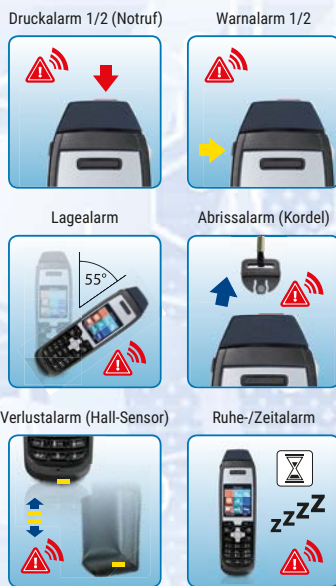 Druckalarm 1/2 (Notruf)
Warnalarm 1/2
Lagealarm
Abrissalarm (Kordel)
55°
Verlustalarm (Hall-Sensor)
Ruhe-/Zeitalarm
zzZZ